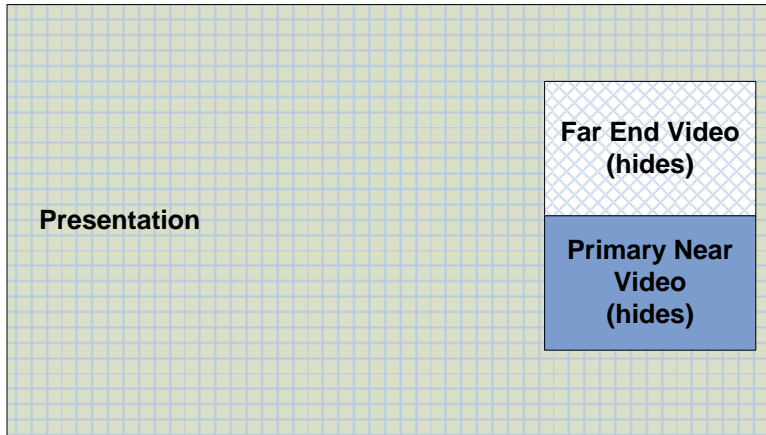 Presentation
Far End Video
(hides)
Primary Near
Video
(hides)